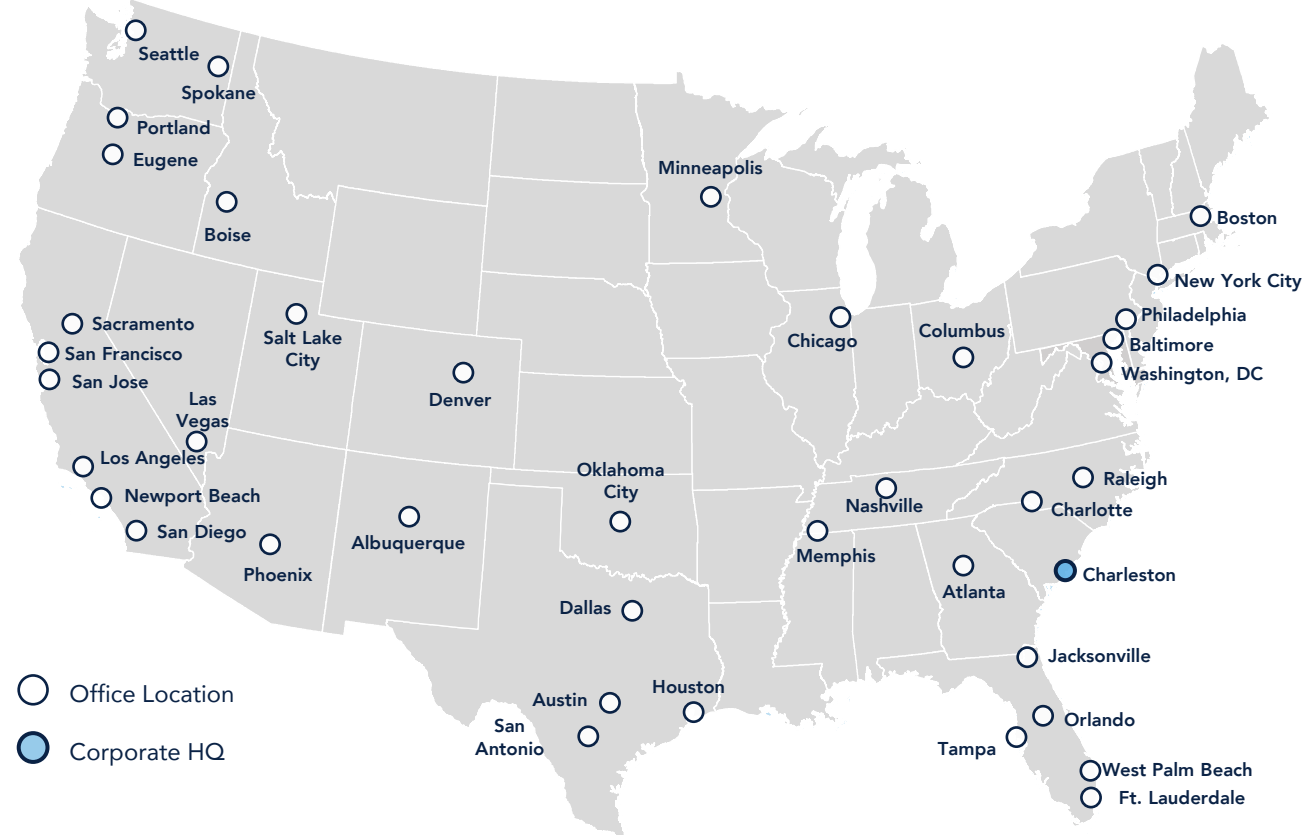 Seattle
Spokane
Portland
Eugene
Boise
Minneapolis
Boston
New York City
Sacramento
San Francisco
San Jose
Salt Lake
City
Las
Vegas
Denver
Chicago
Columbus
Philadelphia
Baltimore
Washington, DC
Los Angeles
Newport Beach
San Diego
Phoenix
Albuquerque
Oklahoma
City
Nashville
Memphis
Raleigh
Charlotte
Atlanta
Charleston
Dallas
Austin
Houston
San
Antonio
Jacksonville
Orlando
Tampa
West Palm Beach
Ft. Lauderdale
Office Location
Corporate HQ